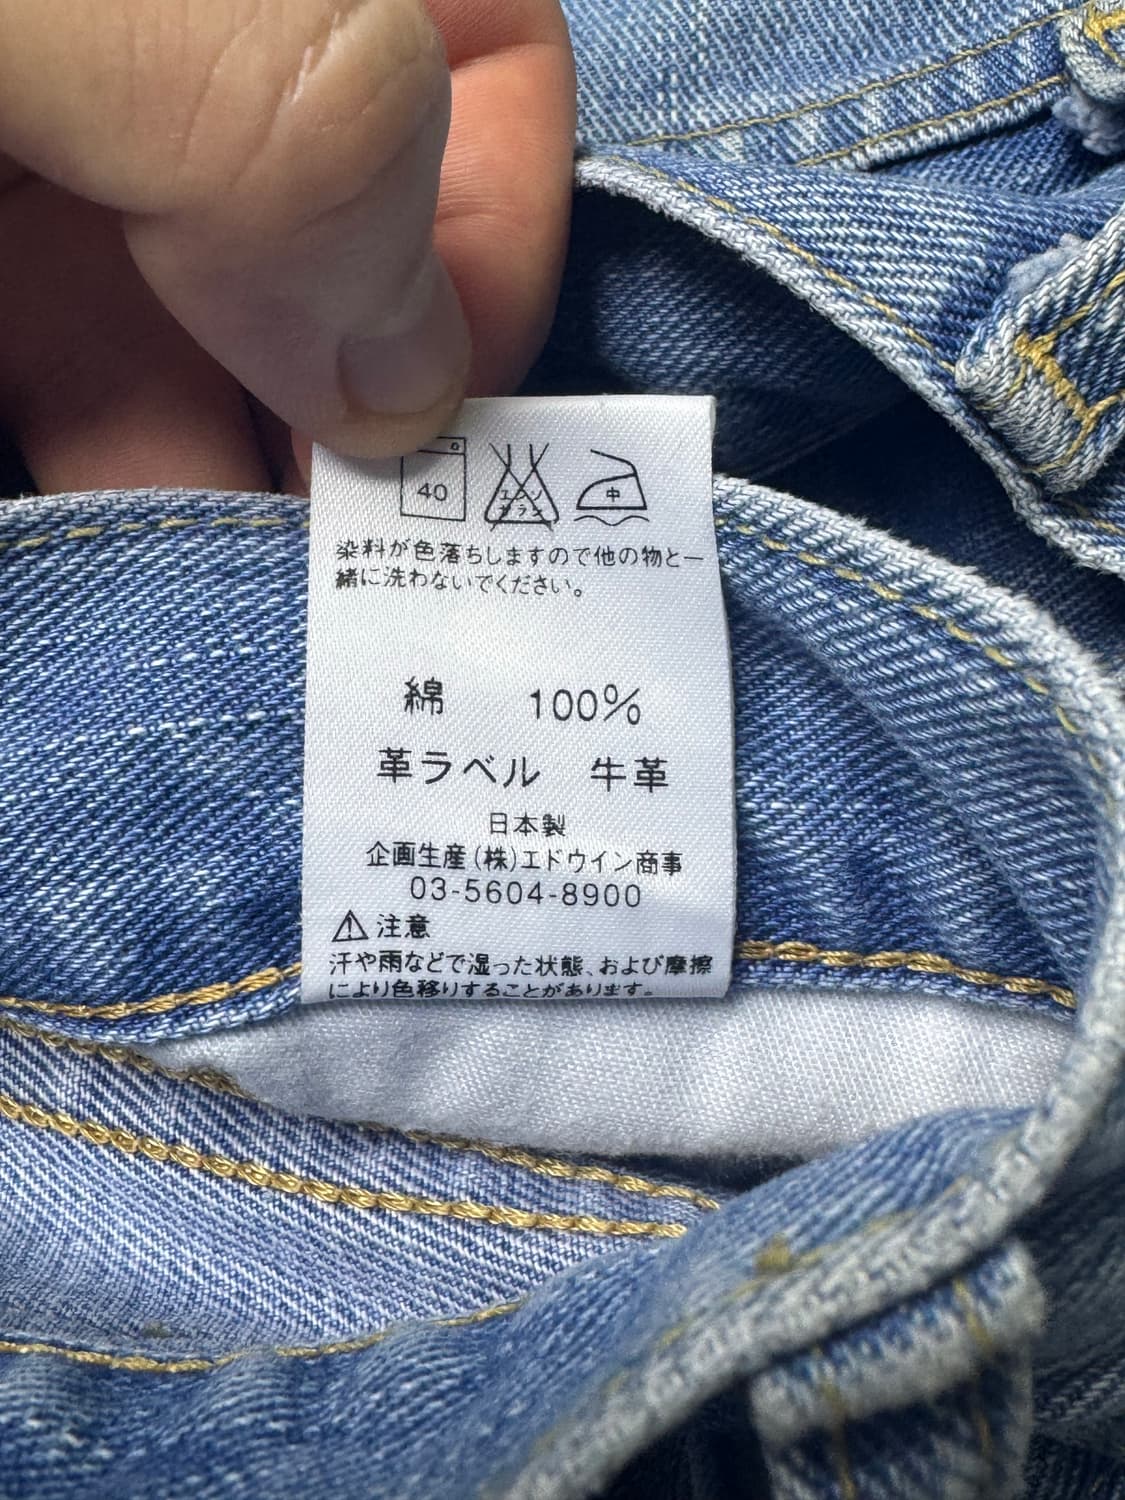 40
エンソ
サラシ
中
染料が色落ちしますので他の物と一
緒に洗わないでください。
綿 100%
革ラベル 牛革
日本製
企画生産(株)エドウイン商事
03-5604-8900
注意
汗や雨などで湿った状態、および摩擦
により色移りすることがあります。